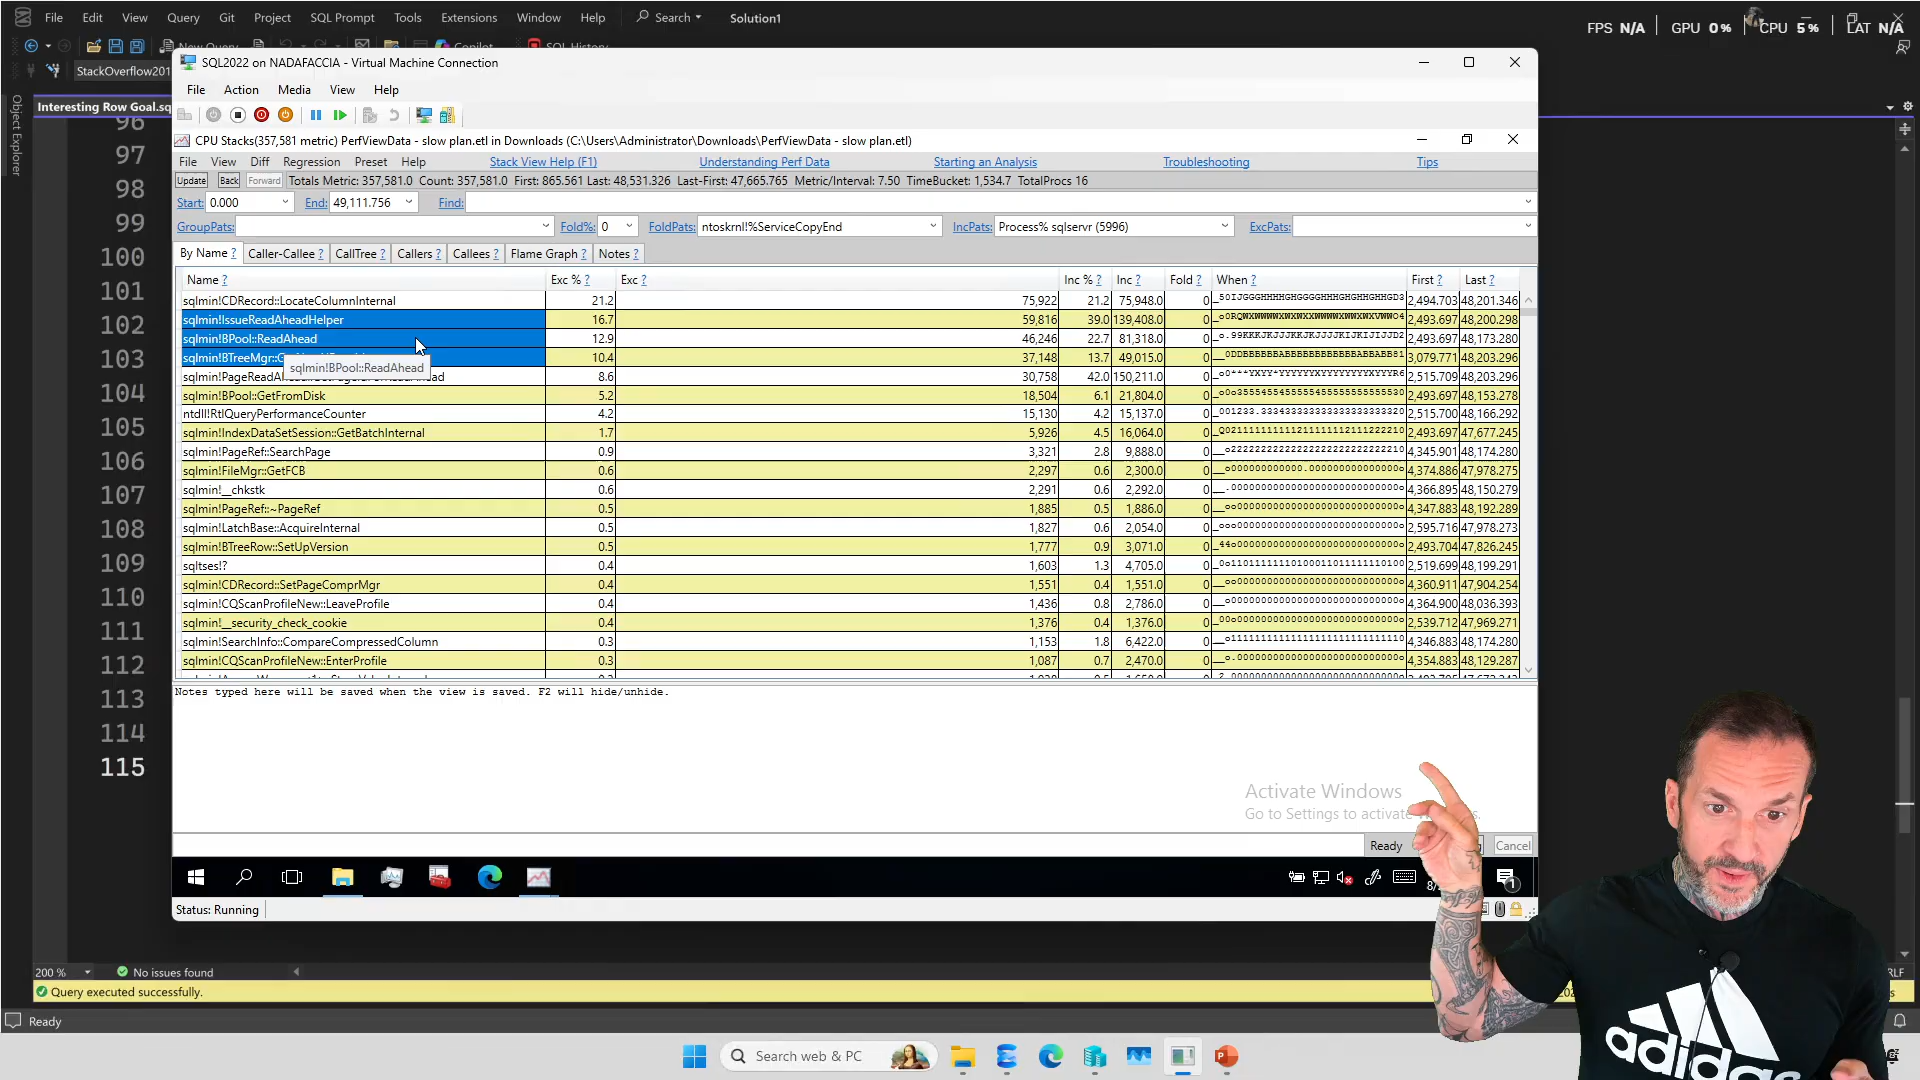 File Edit View Query Git Project SQL Prompt Tools Extensions Window Help Search Solution1
FPS N/A GPU 0% CPU 5% LAT N/A
New Query Copilot SQL History
StackOverflow201
Object Explorer
Interesting Row Goal.sq
96
97
98
99
100
101
102
103
104
105
106
107
108
109
110
111
112
113
114
115
SQL2022 on NADAFACCIA - Virtual Machine Connection
File Action Media View Help
CPU Stacks(357,581 metric) PerfViewData - slow plan.etl in Downloads (C:\Users\Administrator\Downloads\PerfViewData - slow plan.etl)
File View Diff Regression Preset Help Stack View Help (F1) Understanding Perf Data Starting an Analysis Troubleshooting Tips
Update Back Forward Totals Metric: 357,581.0 Count: 357,581.0 First: 865.561 Last: 48,531.326 Last-First: 47,665.765 Metric/Interval: 7.50 TimeBucket: 1,534.7 TotalProcs 16
Start: 0.000 End: 49,111.756 Find:
GroupPats: Fold%: 0 FoldPats: ntoskrnl!%ServiceCopyEnd IncPats: Process% sqlservr (5996) ExcPats:
By Name ? Caller-Callee ? CallTree ? Callers ? Callees ? Flame Graph ? Notes ?
Name ? Exc % ? Exc ? Inc % ? Inc ? Fold ? When ? First ? Last ?
sqlmin!CDRecord::LocateColumnInternal 21.2 75,922 21.2 75,948.0 0 2,494.703 48,201.346
sqlmin!IssueReadAheadHelper 16.7 59,816 39.0 139,408.0 0 2,493.697 48,200.298
sqlmin!BPool::ReadAhead 12.9 46,246 22.7 81,318.0 0 2,493.697 48,173.280
sqlmin!BTreeMgr:: 10.4 37,148 13.7 49,015.0 0 3,079.771 48,203.296
sqlmin!BPool::ReadAhead
sqlmin!PageReadA 8.6 30,758 42.0 150,211.0 0 2,515.709 48,203.296
sqlmin!BPool::GetFromDisk 5.2 18,504 6.1 21,804.0 0 2,493.697 48,153.278
ntdll!RtlQueryPerformanceCounter 4.2 15,130 4.2 15,137.0 0 2,515.700 48,166.292
sqlmin!IndexDataSetSession::GetBatchInternal 1.7 5,926 4.5 16,064.0 0 2,493.697 47,677.245
sqlmin!PageRef::SearchPage 0.9 3,321 2.8 9,888.0 0 4,345.901 48,174.280
sqlmin!FileMgr::GetFCB 0.6 2,297 0.6 2,300.0 0 4,374.886 47,978.275
sqlmin!__chkstk 0.6 2,291 0.6 2,292.0 0 4,366.895 48,150.279
sqlmin!PageRef::~PageRef 0.5 1,885 0.5 1,886.0 0 4,347.883 48,192.289
sqlmin!LatchBase::AcquireInternal 0.5 1,827 0.6 2,054.0 0 2,595.716 47,978.273
sqlmin!BTreeRow::SetUpVersion 0.5 1,777 0.9 3,071.0 0 2,493.704 47,826.245
sqltses!? 0.4 1,603 1.3 4,705.0 0 2,519.699 48,199.291
sqlmin!CDRecord::SetPageComprMgr 0.4 1,551 0.4 1,551.0 0 4,360.911 47,904.254
sqlmin!CQScanProfileNew::LeaveProfile 0.4 1,436 0.8 2,786.0 0 4,364.900 48,036.393
sqlmin!__security_check_cookie 0.4 1,376 0.4 1,376.0 0 2,539.712 47,969.271
sqlmin!SearchInfo::CompareCompressedColumn 0.3 1,153 1.8 6,422.0 0 4,346.883 48,174.280
sqlmin!CQScanProfileNew::EnterProfile 0.3 1,087 0.7 2,470.0 0 4,354.883 48,129.287
Notes typed here will be saved when the view is saved. F2 will hide/unhide.
Activate Windows
Go to Settings to activate
Ready Cancel
Status: Running
200 % No issues found
Query executed successfully.
Ready
Search web & PC
adidas